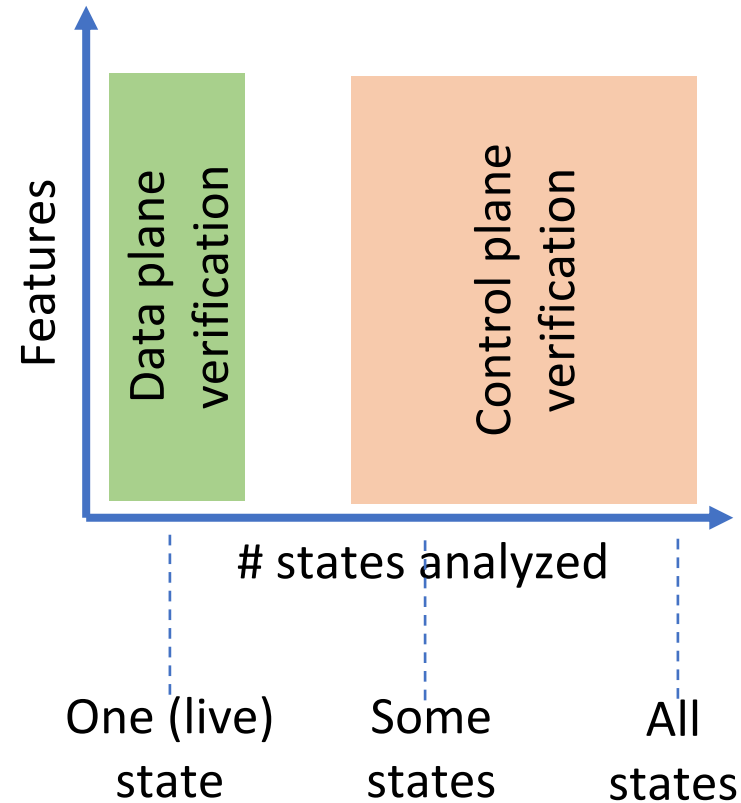 Features
Data plane
verification
Control plane
verification
# states analyzed
One (live)
state
Some
states
All
states